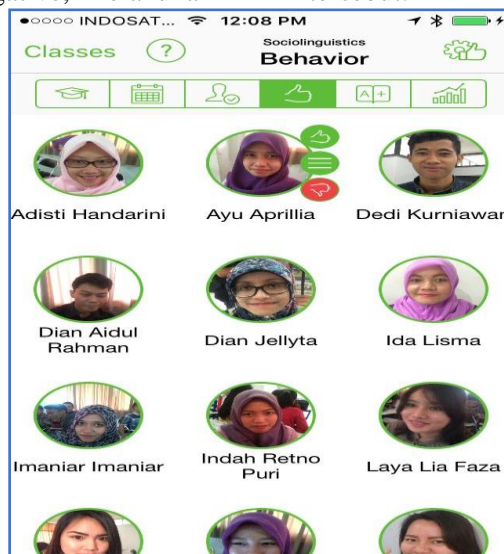 ●○○○○ INDOSAT... 12:08 PM
Classes ? Sociolinguistics
Behavior
A +
Adisti Handarini Ayu Aprillia Dedi Kurniawan
Dian Aidul
Rahman Dian Jellyta Ida Lisma
Imaniar Imaniar Indah Retno
Puri Laya Lia Faza